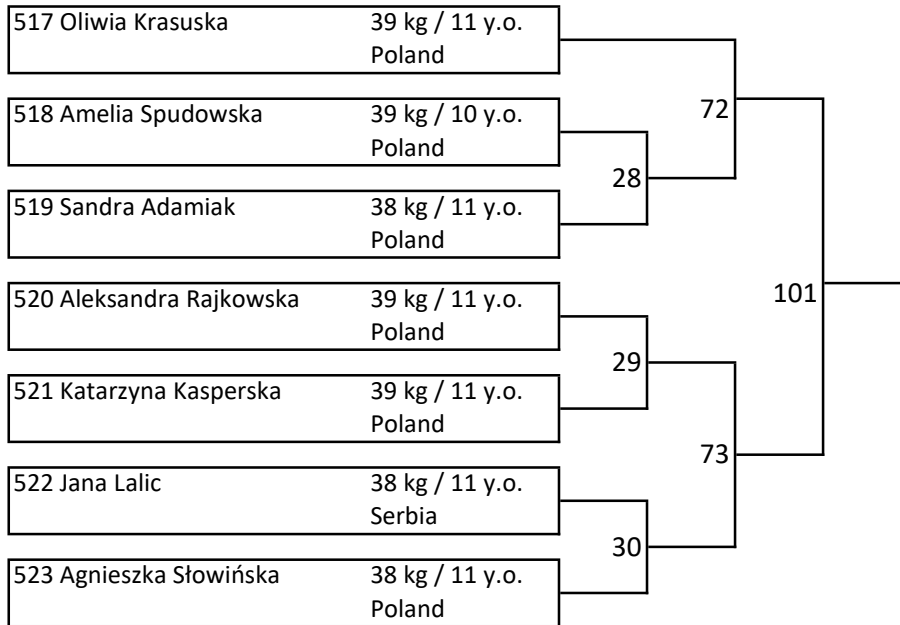 517 Oliwia Krasuska 39 kg / 11 y.o.
Poland
72
518 Amelia Spudowska 39 kg / 10 y.o.
Poland
28
519 Sandra Adamiak 38 kg / 11 y.o.
Poland
101
520 Aleksandra Rajkowska 39 kg / 11 y.o.
Poland
29
521 Katarzyna Kasperska 39 kg / 11 y.o.
Poland
73
522 Jana Lalic 38 kg / 11 y.o.
Serbia
30
523 Agnieszka Słowińska 38 kg / 11 y.o.
Poland